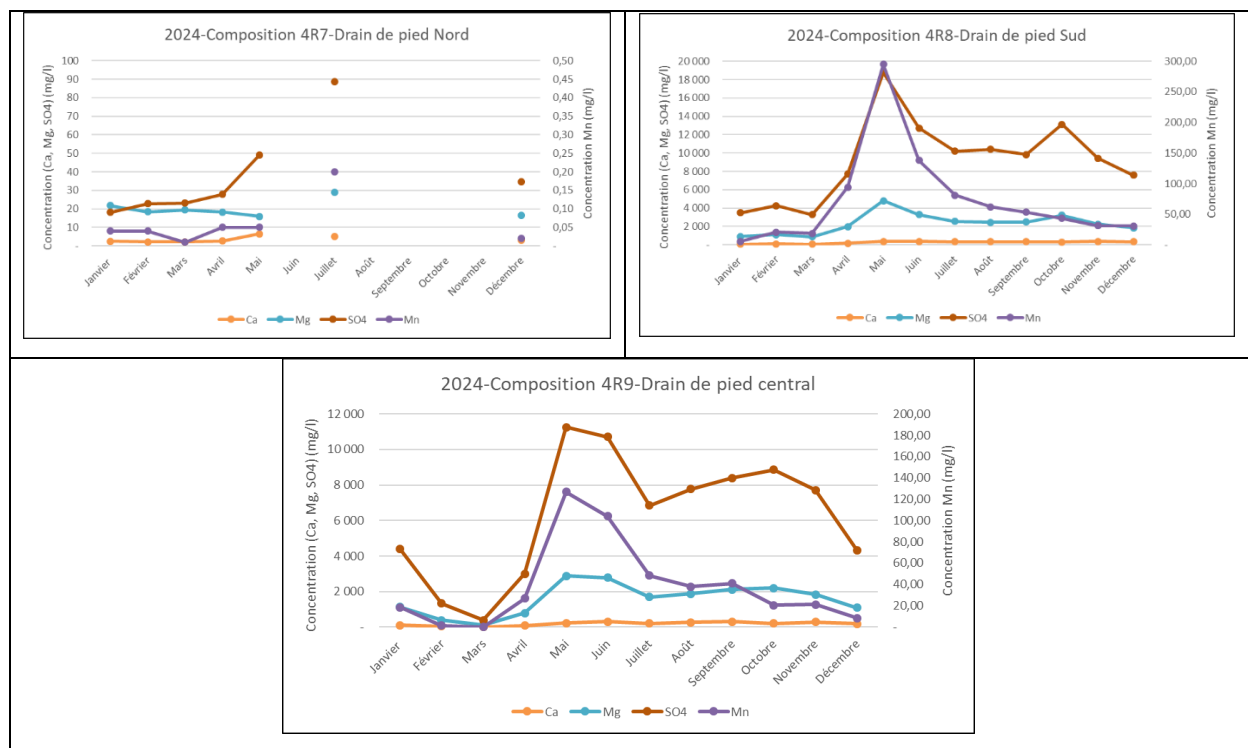 2024-Composition 4R7-Drain de pied Nord
Concentration (Ca, Mg, SO4) (mg/l)
100
90
80
70
60
50
40
30
20
10
-
0,50
0,45
0,40
0,35
0,30
0,25
0,20
0,15
0,10
0,05
-
Concentration Mn (mg/l)
Janvier
Février
Mars
Avril
Mai
Juin
Juillet
Août
Septembre
Octobre
Novembre
Décembre
Ca Mg SO4 Mn
2024-Composition 4R8-Drain de pied Sud
Concentration (Ca, Mg, SO4) (mg/l)
20 000
18 000
16 000
14 000
12 000
10 000
8 000
6 000
4 000
2 000
-
300,00
250,00
200,00
150,00
100,00
50,00
-
Concentration Mn (mg/l)
Janvier
Février
Mars
Avril
Mai
Juin
Juillet
Août
Septembre
Octobre
Novembre
Décembre
Ca Mg SO4 Mn
2024-Composition 4R9-Drain de pied central
Concentration (Ca, Mg, SO4) (mg/l)
12 000
10 000
8 000
6 000
4 000
2 000
-
200,00
180,00
160,00
140,00
120,00
100,00
80,00
60,00
40,00
20,00
-
Concentration Mn (mg/l)
Janvier
Février
Mars
Avril
Mai
Juin
Juillet
Août
Septembre
Octobre
Novembre
Décembre
Ca Mg SO4 Mn